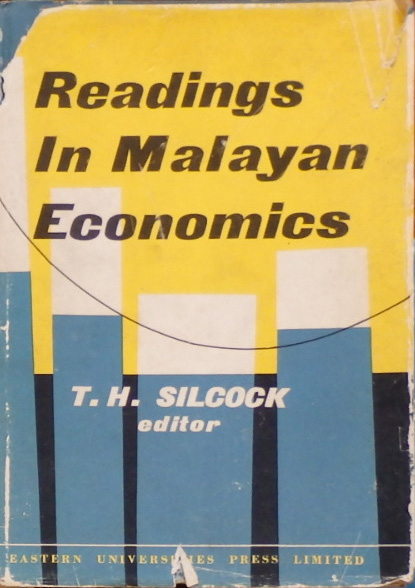 Readings
In Malayan
Economics
T. H. SILCOCK
editor
EASTERN UNIVERSITIES PRESS LIMITED